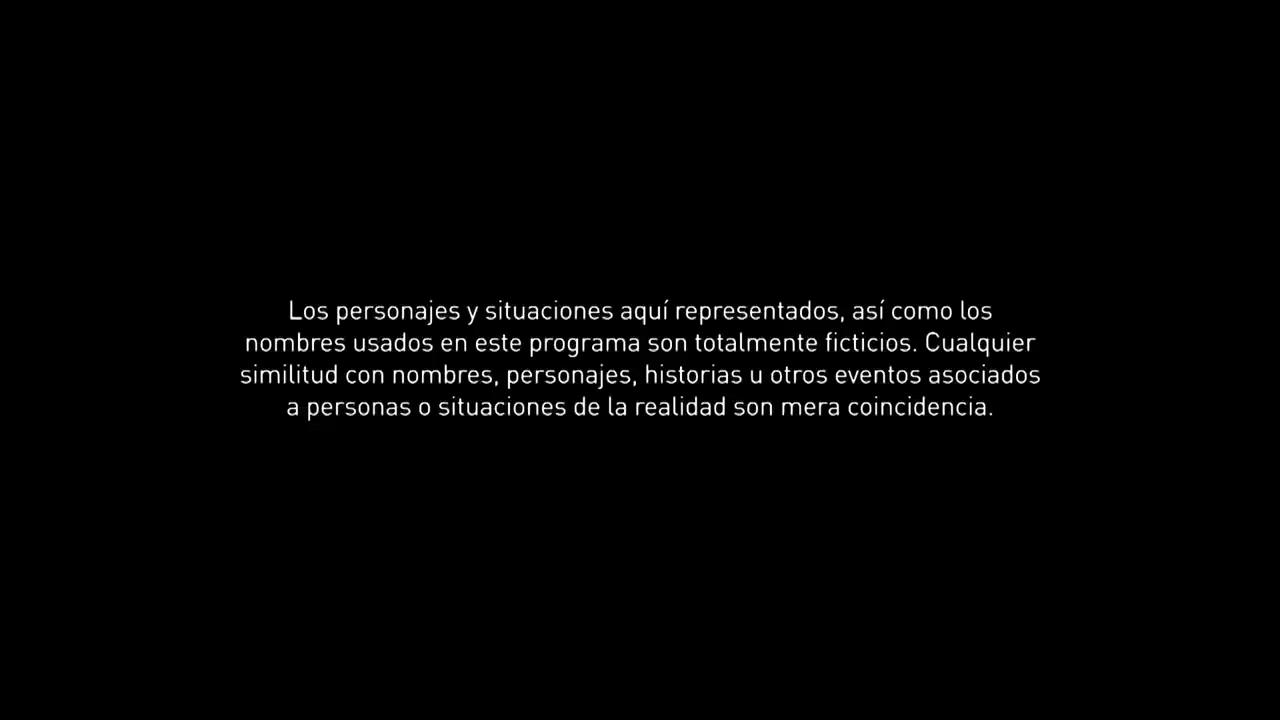 Los personajes y situaciones aquí representados, así como los
nombres usados en este programa son totalmente ficticios. Cualquier
similitud con nombres, personajes, historias u otros eventos asociados
a personas o situaciones de la realidad son mera coincidencia.